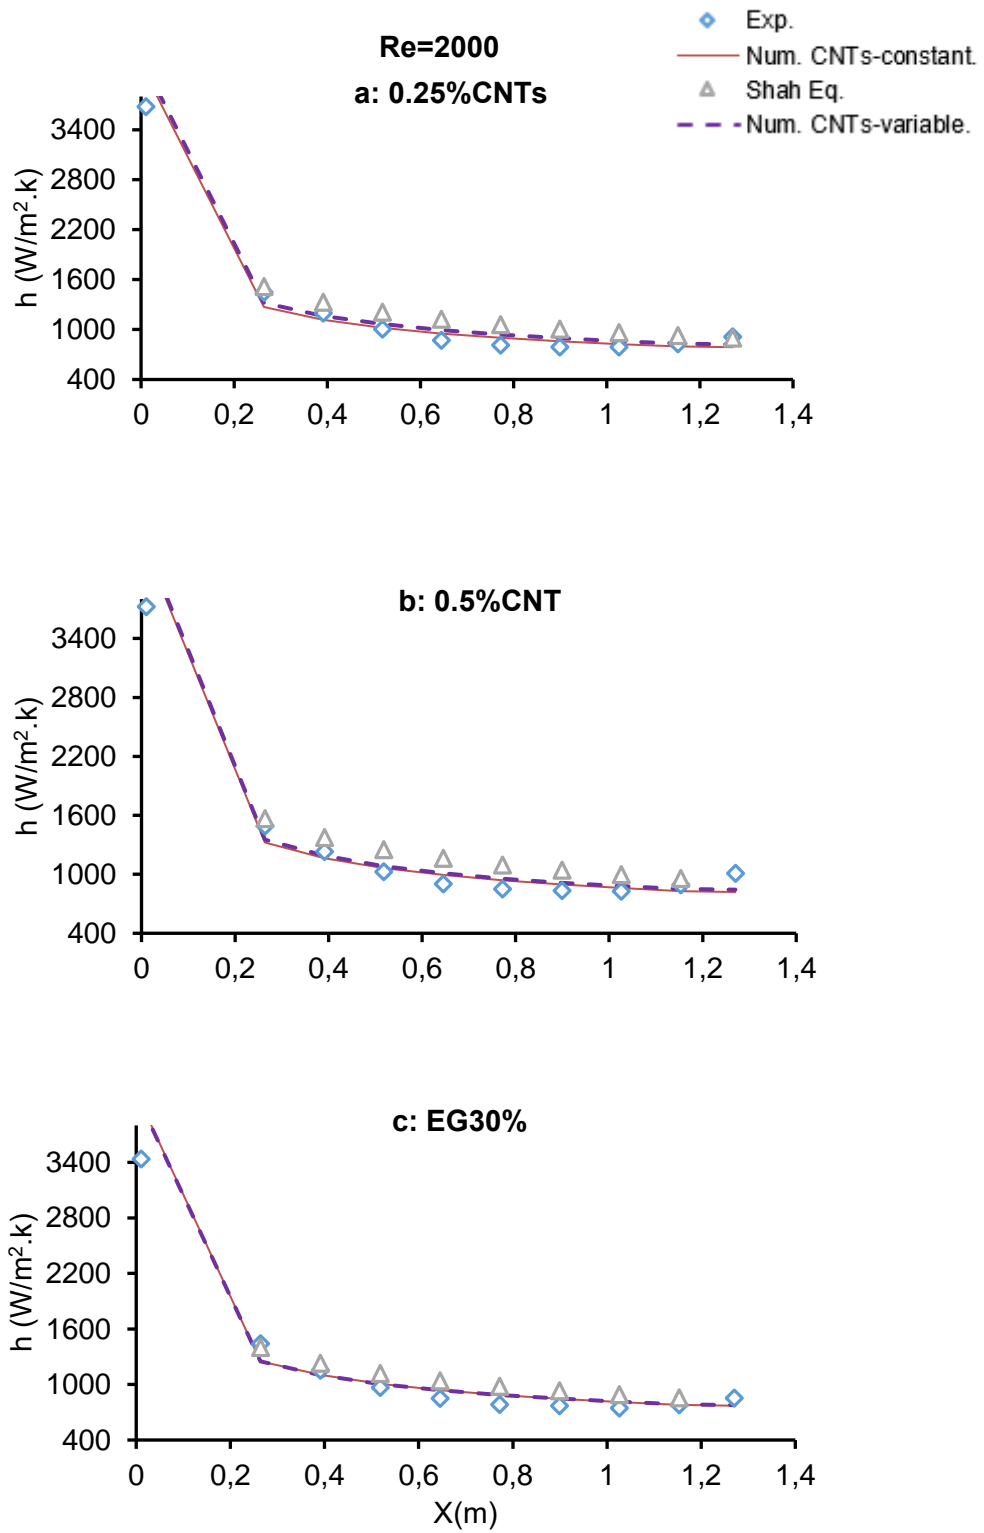 Exp.
Num. CNTs-constant.
Shah Eq.
Num. CNTs-variable.
Re=2000
a: 0.25%CNTs
h (W/m².k)
3400
2800
2200
1600
1000
400
0 0,2 0,4 0,6 0,8 1 1,2 1,4
b: 0.5%CNT
h (W/m².k)
3400
2800
2200
1600
1000
400
0 0,2 0,4 0,6 0,8 1 1,2 1,4
c: EG30%
h (W/m².k)
3400
2800
2200
1600
1000
400
0 0,2 0,4 0,6 0,8 1 1,2 1,4
X(m)